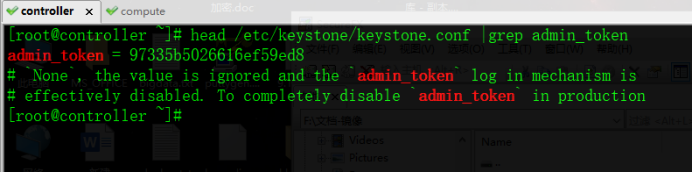 controller
compute
[root@controller ~]# head /etc/keystone/keystone.conf |grep admin_token
admin_token = 97335b5026616ef59ed8
# `None`, the value is ignored and the `admin_token` log in mechanism is
# effectively disabled. To completely disable `admin_token` in production
[root@controller ~]#
Videos
Pictures
Name